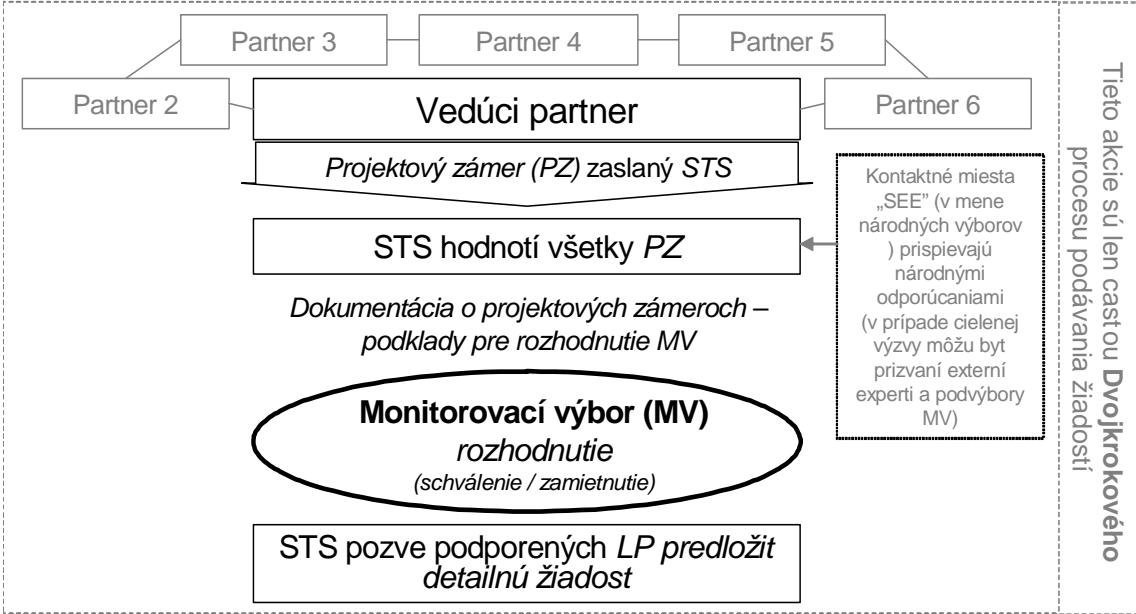 Partner 3
Partner 4
Partner 5
Partner 2
Vedúci partner
Partner 6
Projektový zámer (PZ) zaslaný STS
STS hodnotí všetky PZ
Kontaktné miesta
„SEE” (v mene
národných výborov
) prispievajú
národnými
odporúcaniami
(v prípade cielenej
výzvy môžu byt
prizvaní externí
experti a podvýbory
MV)
Dokumentácia o projektových zámeroch –
podklady pre rozhodnutie MV
Monitorovací výbor (MV)
rozhodnutie
(schválenie / zamietnutie)
STS pozve podporených LP predložit
detailnú žiadost
Tieto akcie sú len castou Dvojkrokového
procesu podávania žiadostí